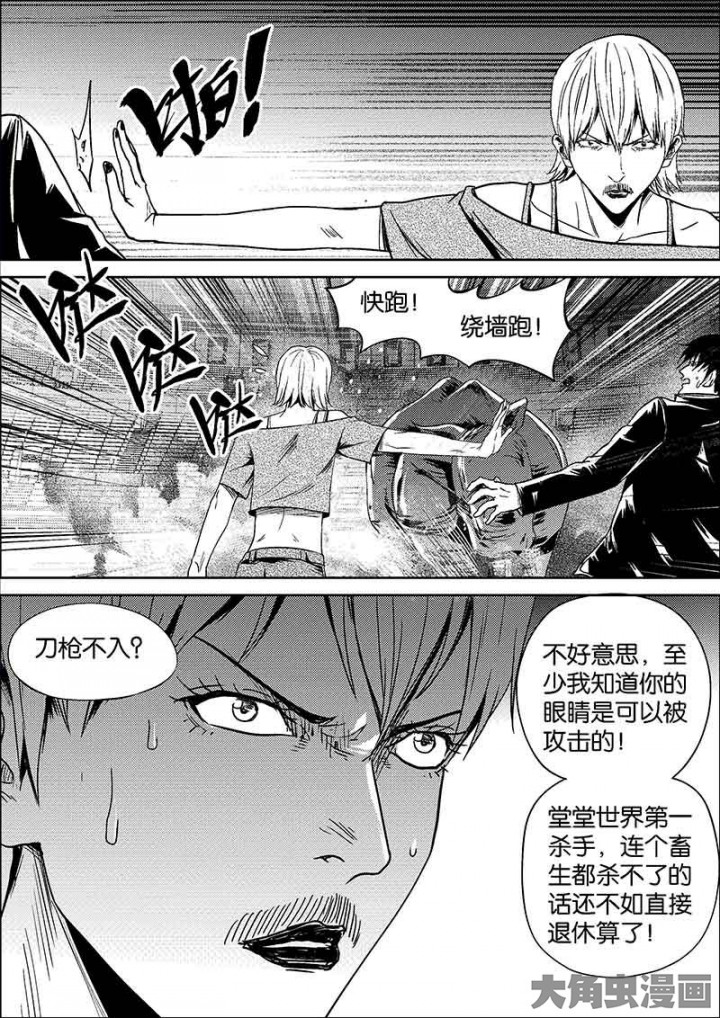 啪!
哒
哒
哒
快跑!
绕墙跑!
刀枪不入?
不好意思,至
少我知道你的
眼睛是可以被
攻击的!
堂堂世界第一
杀手,连个畜
生都杀不了的
话还不如直接
退休算了!
大角虫漫画